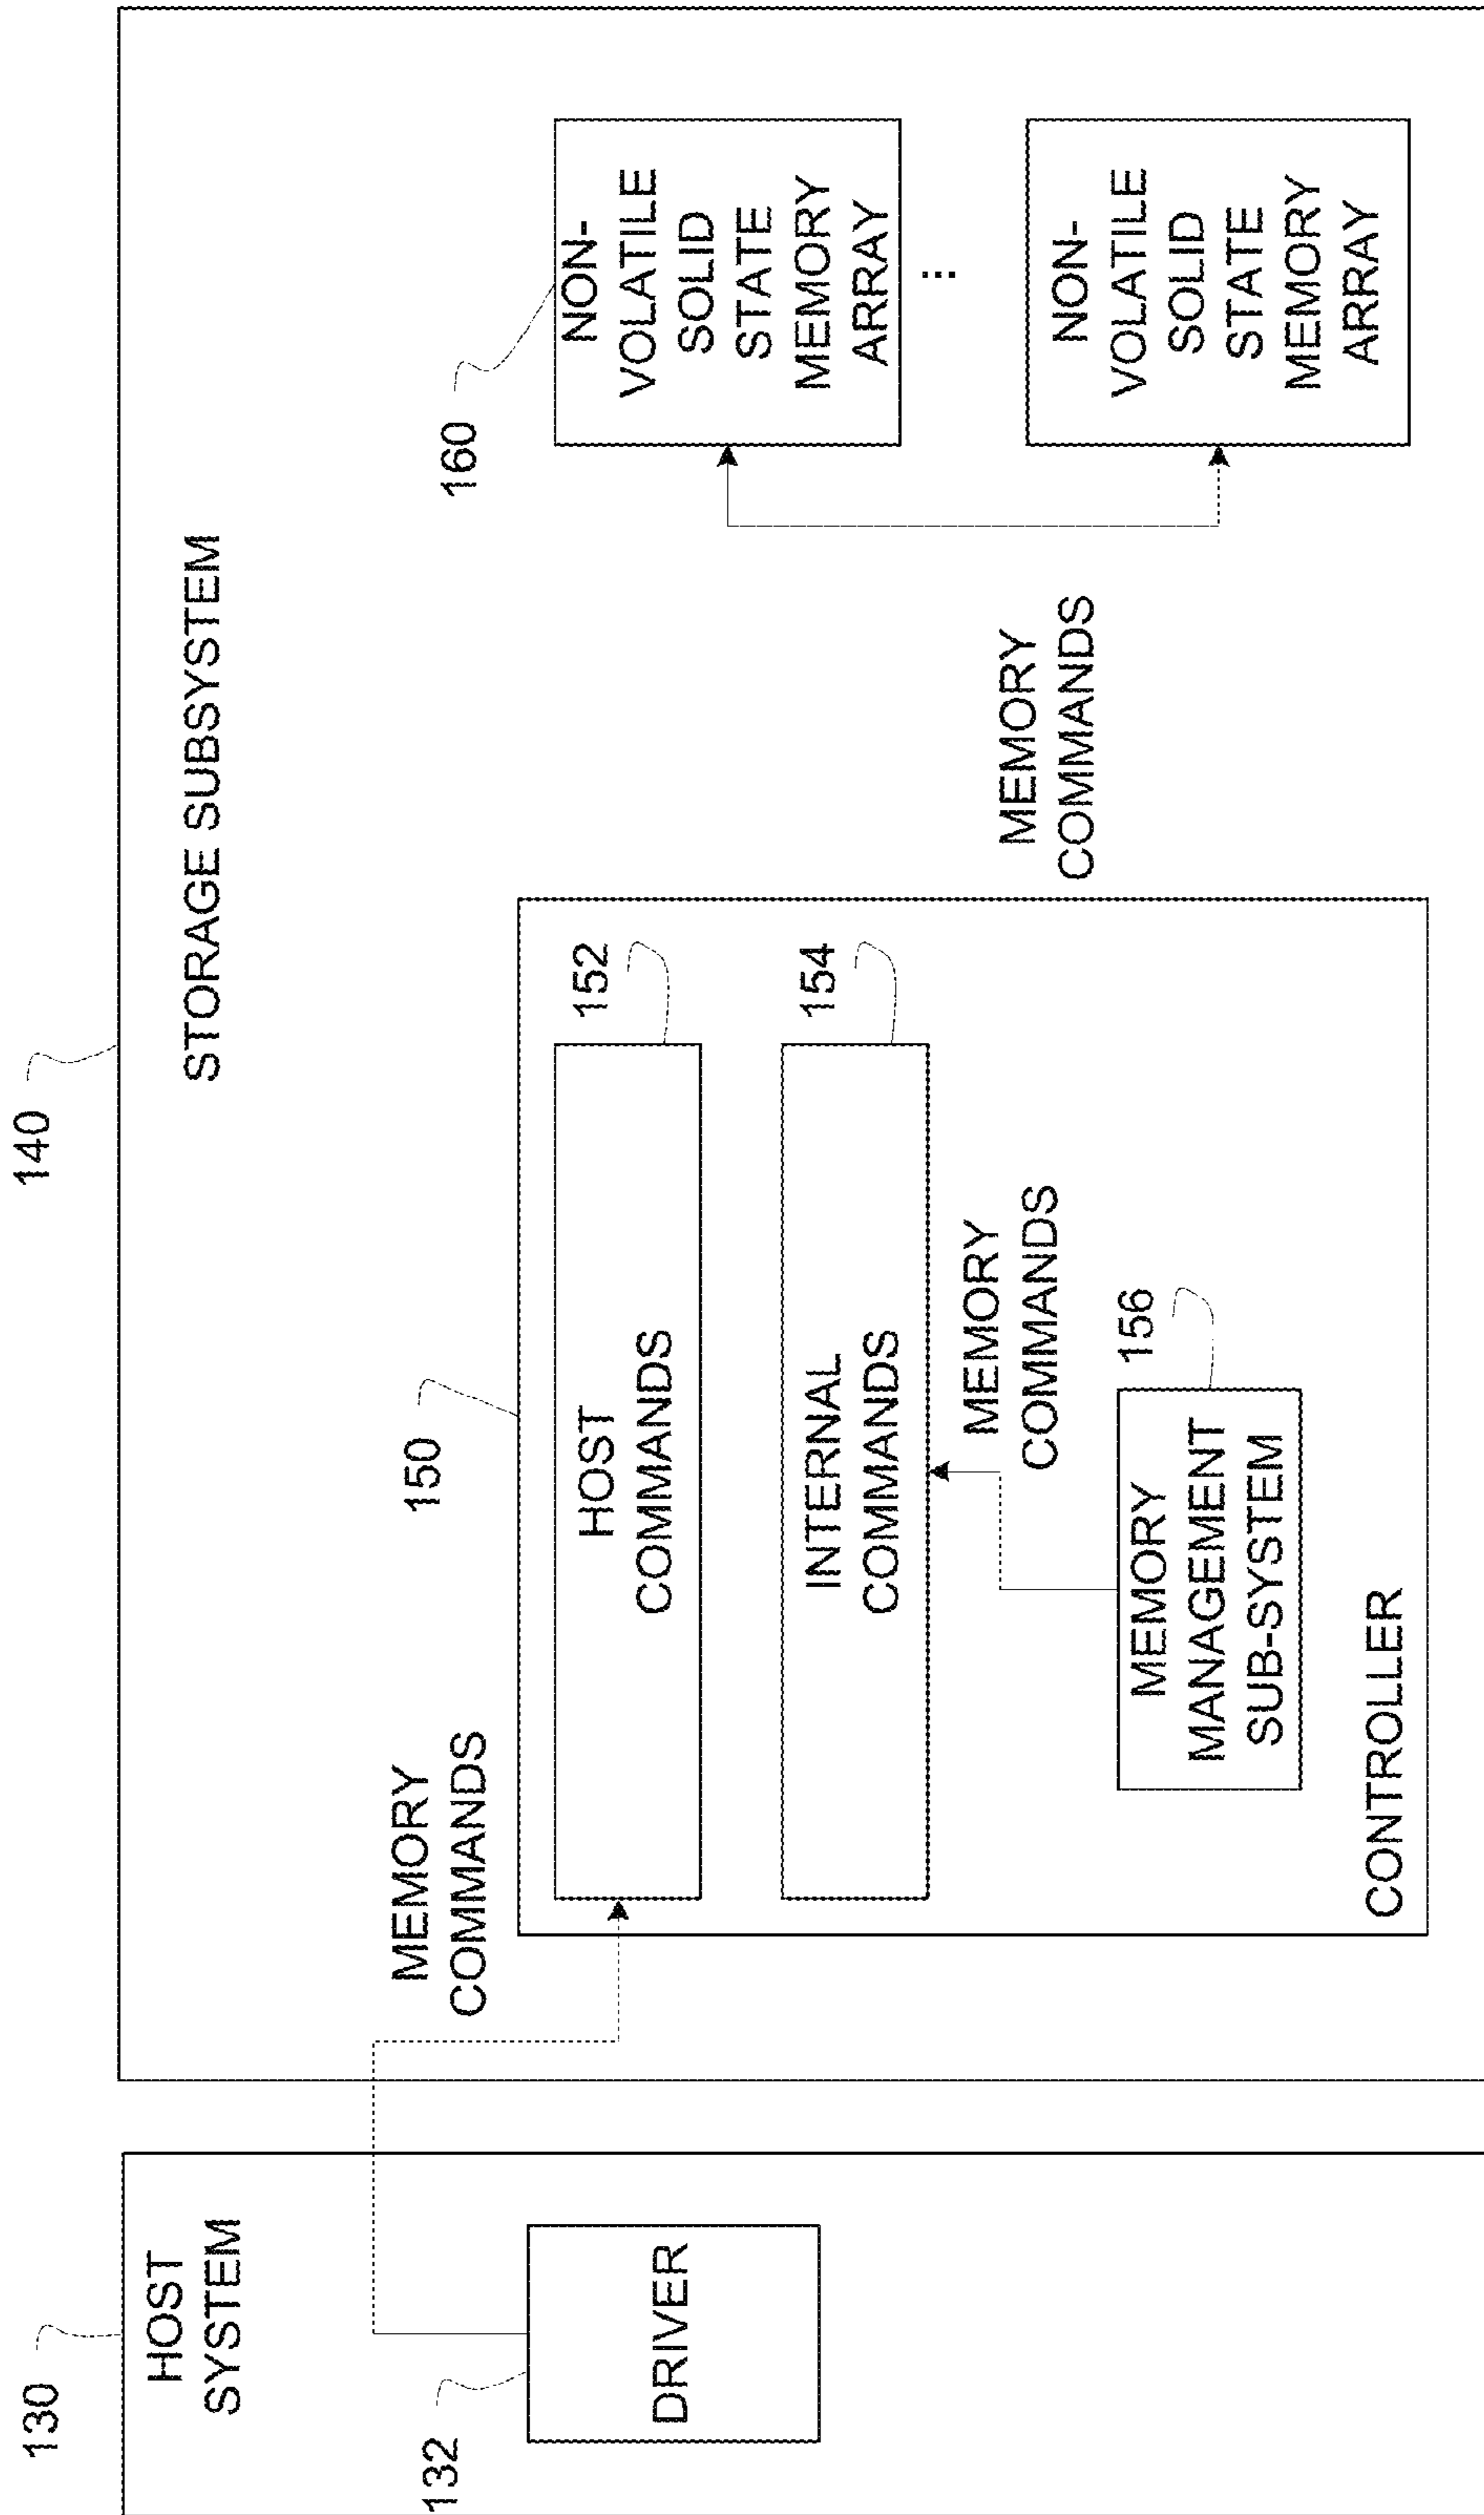 130
HOST
SYSTEM
132
DRIVER
140
STORAGE SUBSYSTEM
MEMORY
COMMANDS
150
HOST
COMMANDS
152
INTERNAL
COMMANDS
154
MEMORY
COMMANDS
MEMORY
MANAGEMENT
SUB-SYSTEM
156
CONTROLLER
MEMORY
COMMANDS
160
NON-
VOLATILE
SOLID
STATE
MEMORY
ARRAY
...
NON-
VOLATILE
SOLID
STATE
MEMORY
ARRAY